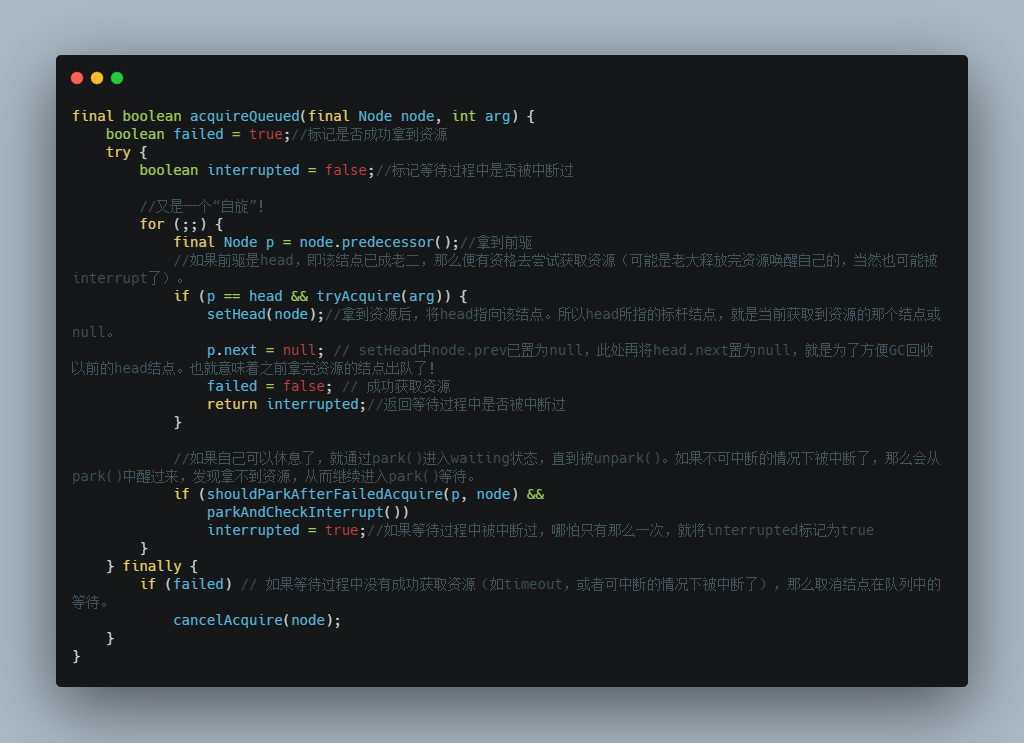 final boolean acquireQueued(final Node node, int arg) {
    boolean failed = true;//标记是否成功拿到资源
    try {
        boolean interrupted = false;//标记等待过程中是否被中断过
        //又是一个“自旋”！
        for (;;) {
            final Node p = node.predecessor();//拿到前驱
            //如果前驱是head，即该结点已成老二，那么便有资格去尝试获取资源（可能是老大释放完资源唤醒自己的，当然也可能被
interrupt了）。
            if (p == head && tryAcquire(arg)) {
                setHead(node);//拿到资源后，将head指向该结点。所以head所指的标杆结点，就是当前获取到资源的那个结点或
null。
                p.next = null; // setHead中node.prev已置为null，此处再将head.next置为null，就是为了方便GC回收
以前的head结点。也就意味着之前拿完资源的结点出队了！
                failed = false; // 成功获取资源
                return interrupted;//返回等待过程中是否被中断过
            }
            //如果自己可以休息了，就通过park()进入waiting状态，直到被unpark()。如果不可中断的情况下被中断了，那么会从
park()中醒过来，发现拿不到资源，从而继续进入park()等待。
            if (shouldParkAfterFailedAcquire(p, node) &&
                parkAndCheckInterrupt())
                interrupted = true;//如果等待过程中被中断过，哪怕只有那么一次，就将interrupted标记为true
        }
    } finally {
        if (failed) // 如果等待过程中没有成功获取资源（如timeout，或者可中断的情况下被中断了），那么取消结点在队列中的
等待。
            cancelAcquire(node);
    }
}